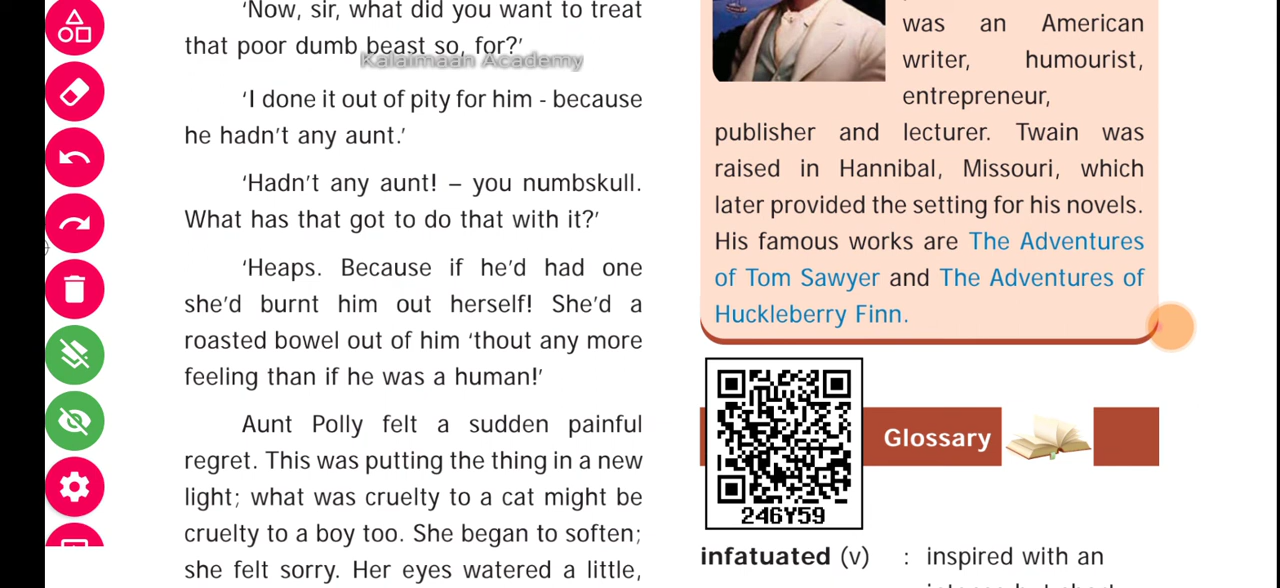 'Now, sir, what did you want to treat
that poor dumb beast so, for?'
Kalaimaan Academy
'I done it out of pity for him - because
he hadn't any aunt.'
'Hadn't any aunt! – you numbskull.
What has that got to do that with it?'
'Heaps. Because if he'd had one
she'd burnt him out herself! She'd a
roasted bowel out of him 'thout any more
feeling than if he was a human!'
Aunt Polly felt a sudden painful
regret. This was putting the thing in a new
light; what was cruelty to a cat might be
cruelty to a boy too. She began to soften;
she felt sorry. Her eyes watered a little,
was an American
writer, humourist,
entrepreneur,
publisher and lecturer. Twain was
raised in Hannibal, Missouri, which
later provided the setting for his novels.
His famous works are The Adventures
of Tom Sawyer and The Adventures of
Huckleberry Finn.
Glossary
246Y59
infatuated (v) : inspired with an